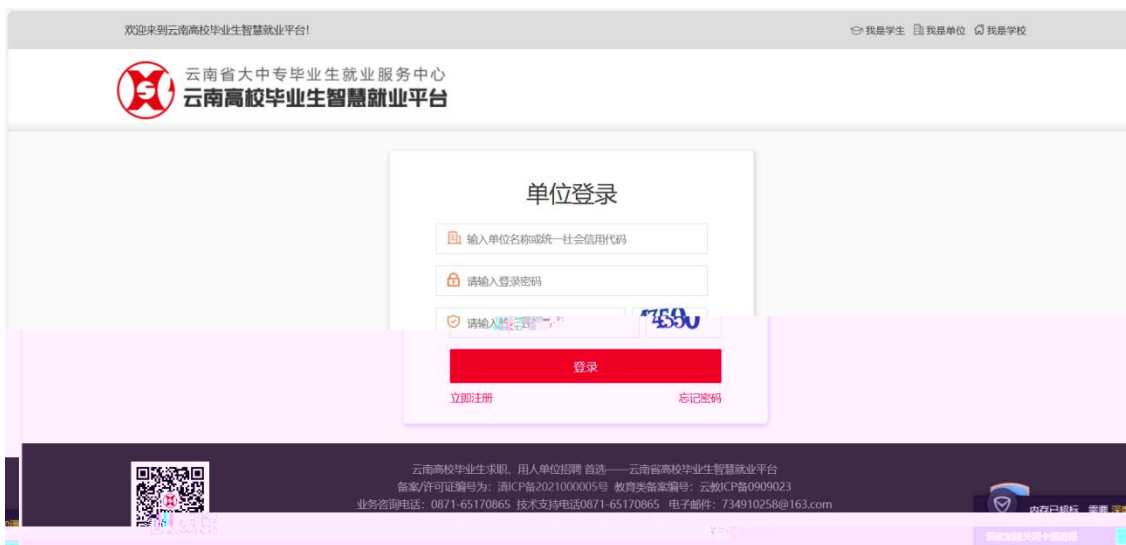 欢迎来到云南高校毕业生智慧就业平台!
我是学生 我是单位 我是学校
云南省大中专毕业生就业服务中心
云南高校毕业生智慧就业平台
单位登录
输入单位名称或统一社会信用代码
请输入登录密码
请输入
登录
立即注册 忘记密码
云南高校毕业生求职、用人单位招聘 首选——云南省高校毕业生智慧就业平台
备案/许可证编号为：滇ICP备2021000005号 教育类备案编号：云教ICP备0909023
业务咨询电话：0871-65170865 技术支持电话0871-65170865 电子邮件：734910258@163.com
内存已超标 需要